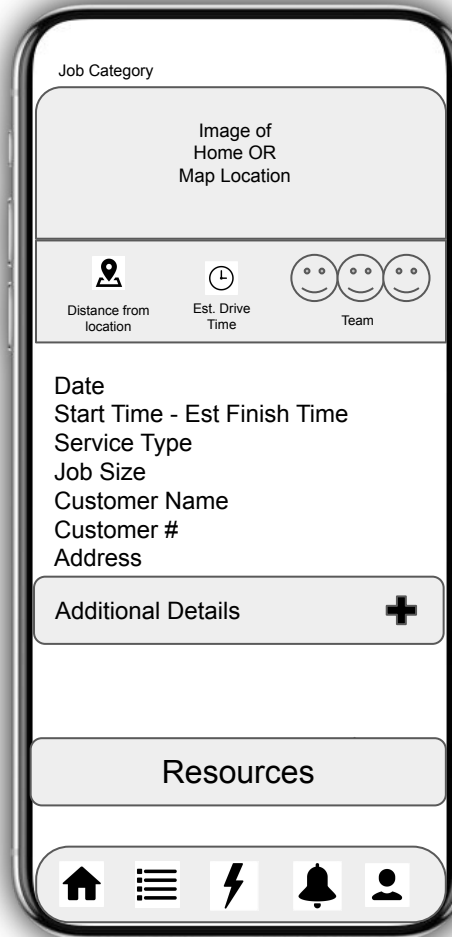 Job Category
Image of
Home OR
Map Location
Distance from
location
Est. Drive
Time
Team
Date
Start Time - Est Finish Time
Service Type
Job Size
Customer Name
Customer #
Address
Additional Details
Resources